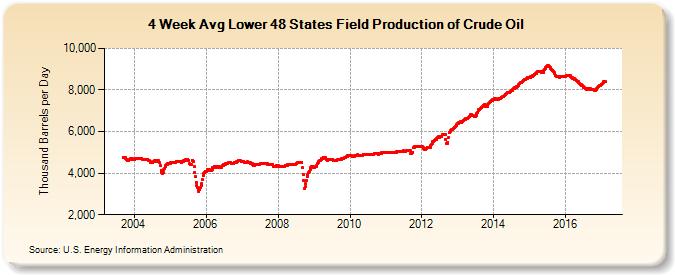 4 Week Avg Lower 48 States Field Production of Crude Oil
Thousand Barrels per Day
10,000
8,000
6,000
4,000
2,000
2004 2006 2008 2010 2012 2014 2016
Source: U.S. Energy Information Administration